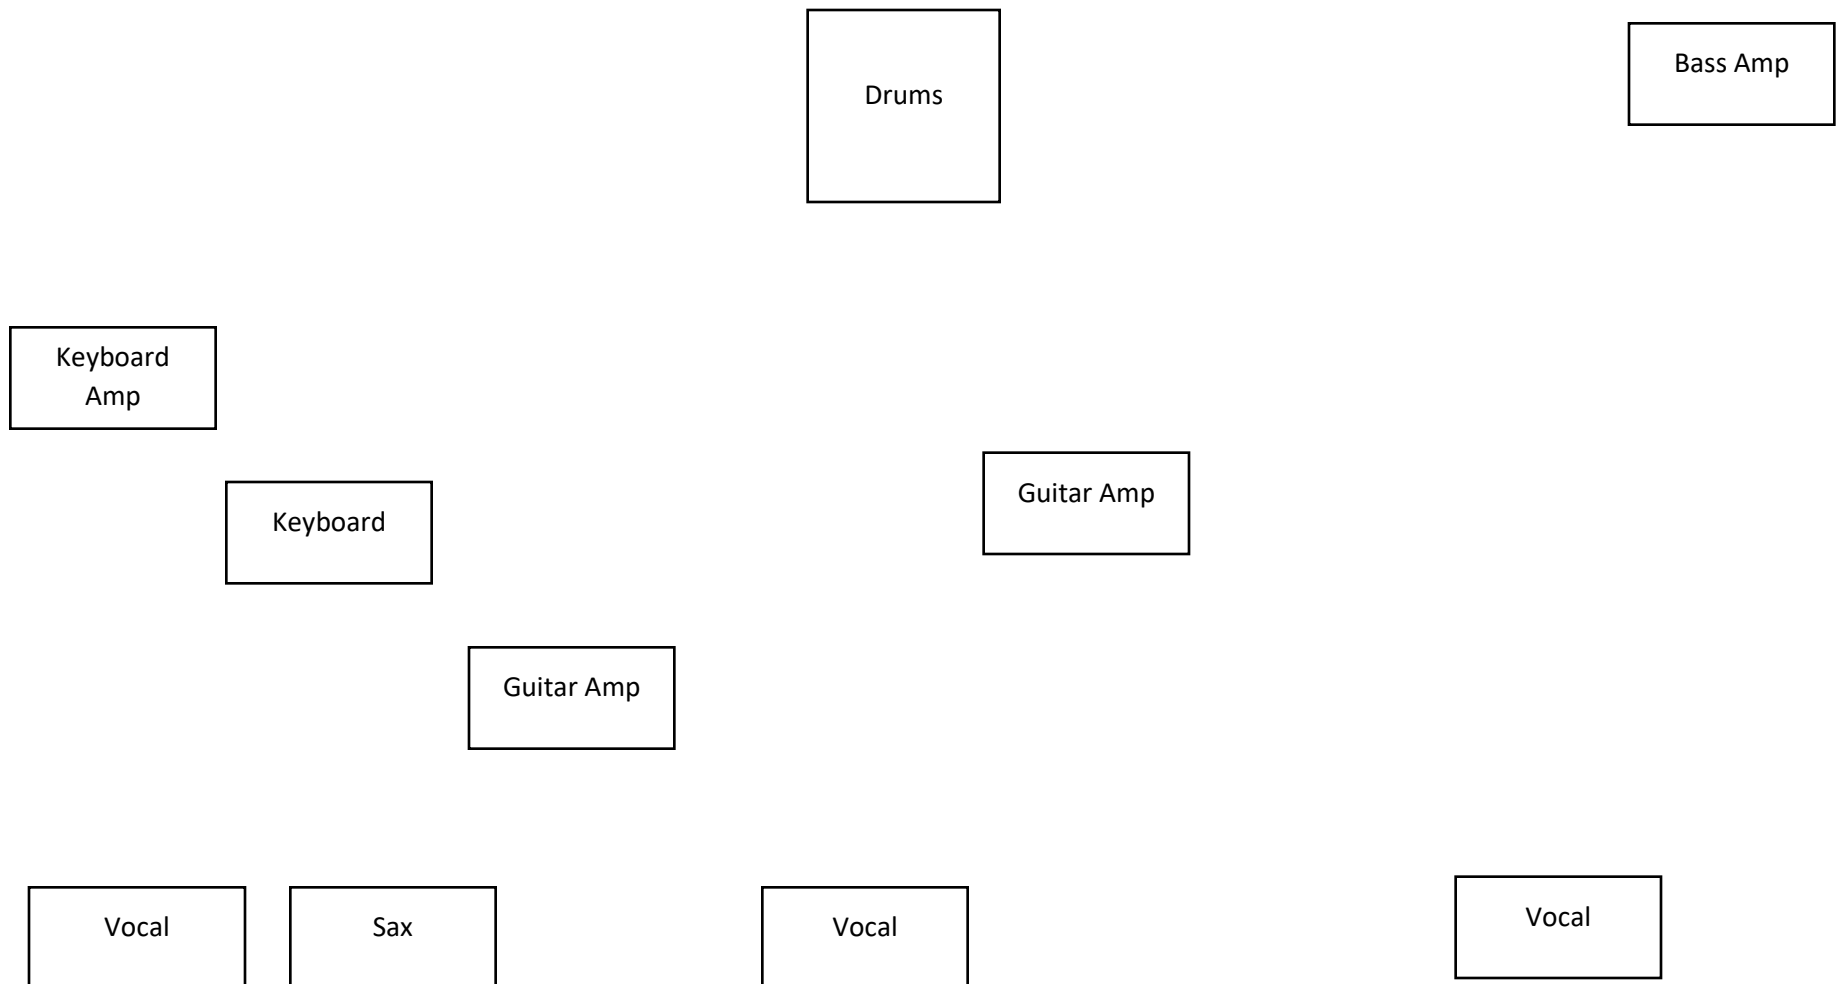 Drums
Bass Amp
Keyboard
Amp
Guitar Amp
Keyboard
Guitar Amp
Vocal
Sax
Vocal
Vocal